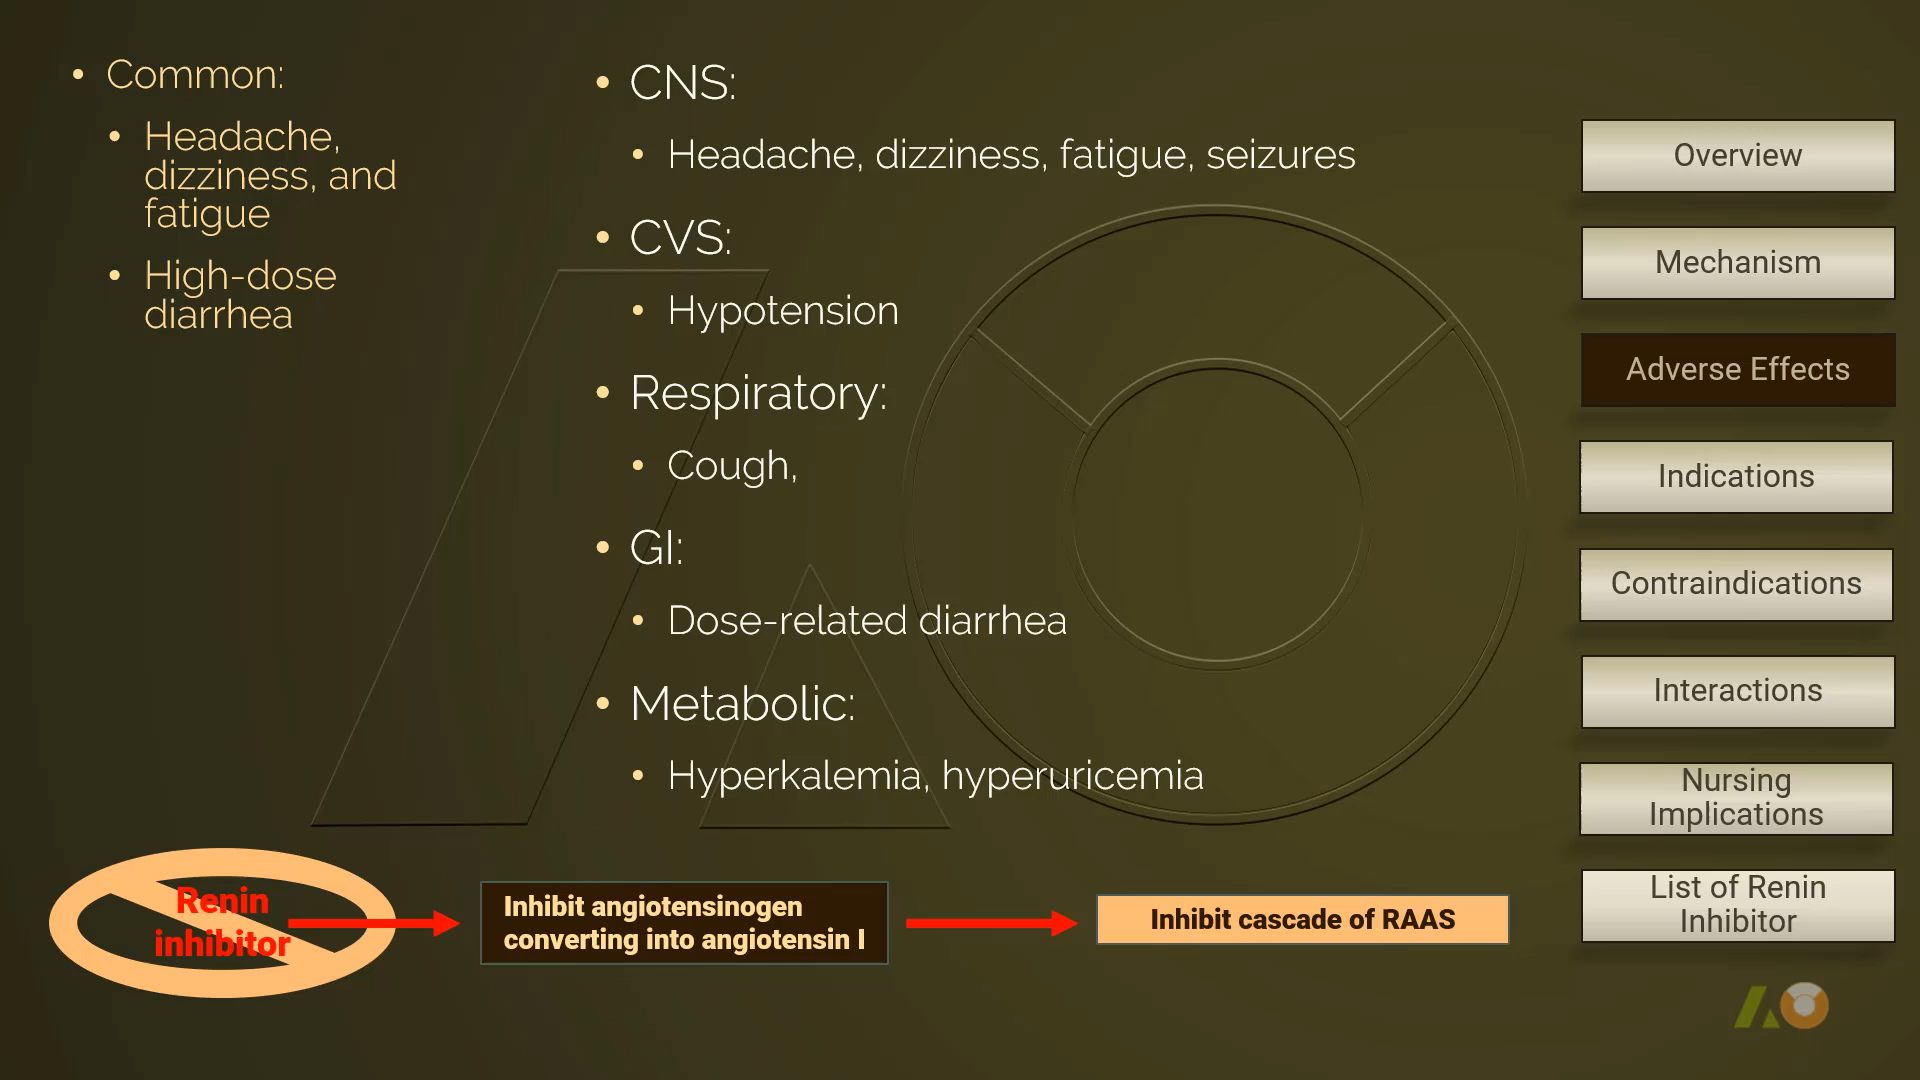 Common:
Headache,
dizziness, and
fatigue
High-dose
diarrhea
CNS:
Headache, dizziness, fatigue, seizures
CVS:
Hypotension
Respiratory:
Cough,
GI:
Dose-related diarrhea
Metabolic:
Hyperkalemia, hyperuricemia
Renin
inhibitor
Inhibit angiotensinogen
converting into angiotensin I
Inhibit cascade of RAAS
Overview
Mechanism
Adverse Effects
Indications
Contraindications
Interactions
Nursing
Implications
List of Renin
Inhibitor